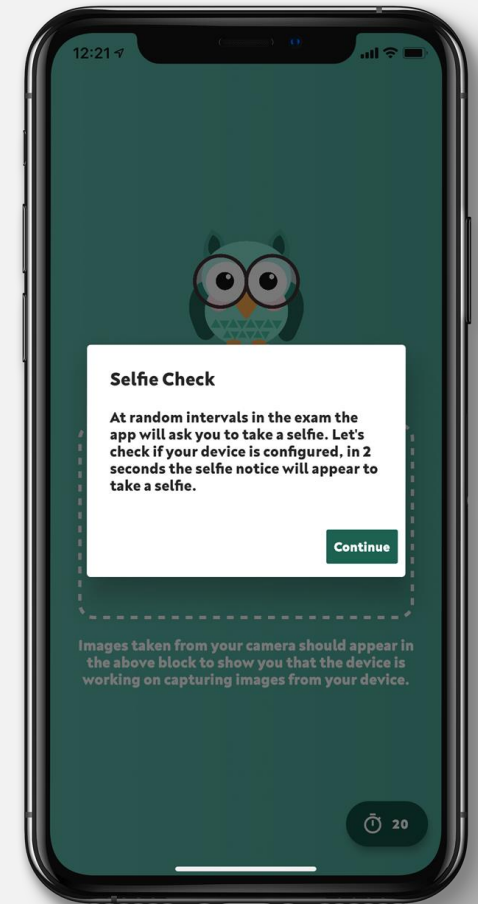 12:21
Selfie Check
At random intervals in the exam the
app will ask you to take a selfie. Let's
check if your device is configured, in 2
seconds the selfie notice will appear to
take a selfie.
Continue
Images taken from your camera should appear in
the above block to show you that the device is
working on capturing images from your device.
20